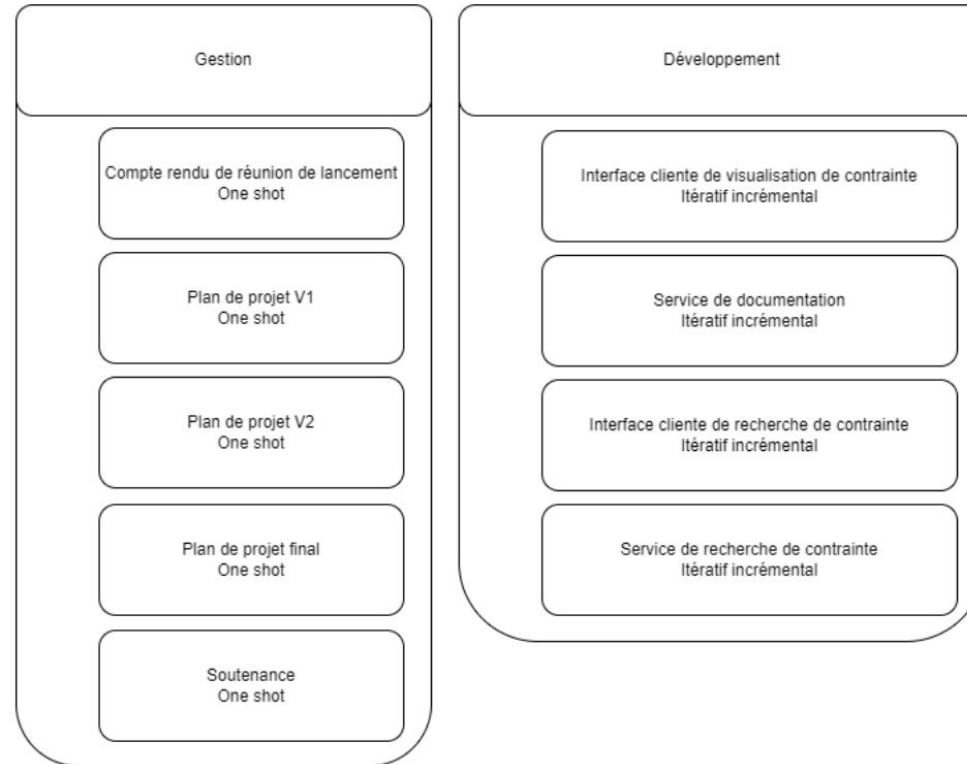 Gestion
Compte rendu de réunion de lancement
One shot
Plan de projet V1
One shot
Plan de projet V2
One shot
Plan de projet final
One shot
Soutenance
One shot
Développement
Interface cliente de visualisation de contrainte
Itératif incrémental
Service de documentation
Itératif incrémental
Interface cliente de recherche de contrainte
Itératif incrémental
Service de recherche de contrainte
Itératif incrémental